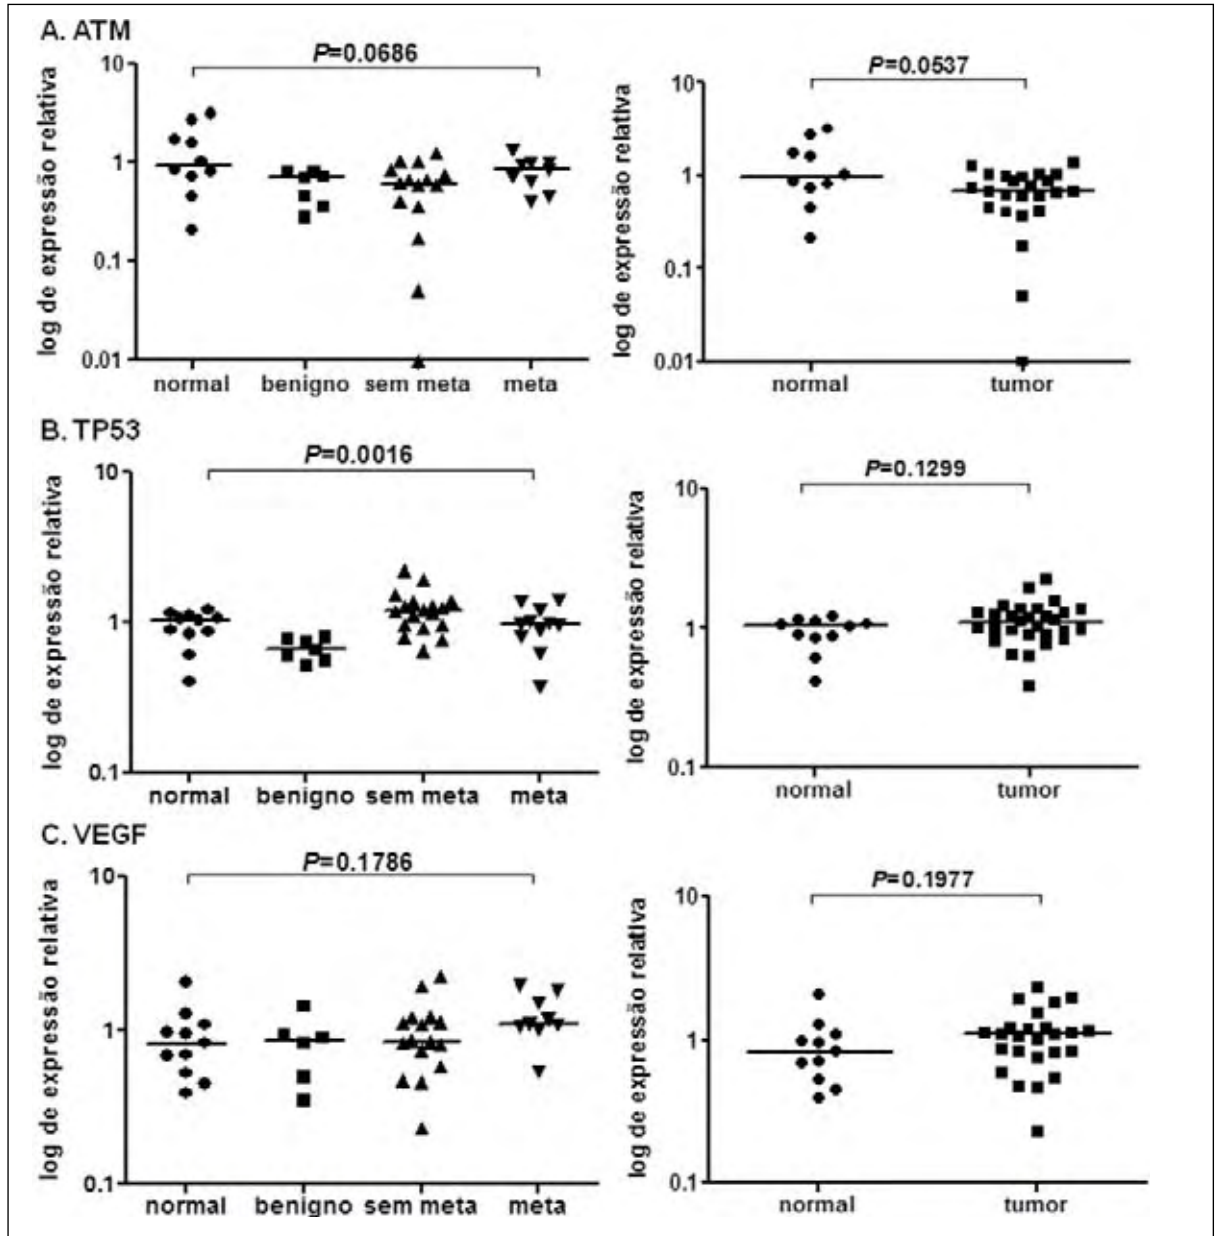 A. ATM
P=0.0686
log de expressão relativa
10
1
0.1
0.01
normal benigno sem meta meta
P=0.0537
log de expressão relativa
10
1
0.1
0.01
normal tumor
B. TP53
P=0.0016
log de expressão relativa
10
1
0.1
normal benigno sem meta meta
P=0.1299
log de expressão relativa
10
1
0.1
normal tumor
C. VEGF
P=0.1786
log de expressão relativa
10
1
0.1
normal benigno sem meta meta
P=0.1977
log de expressão relativa
10
1
0.1
normal tumor